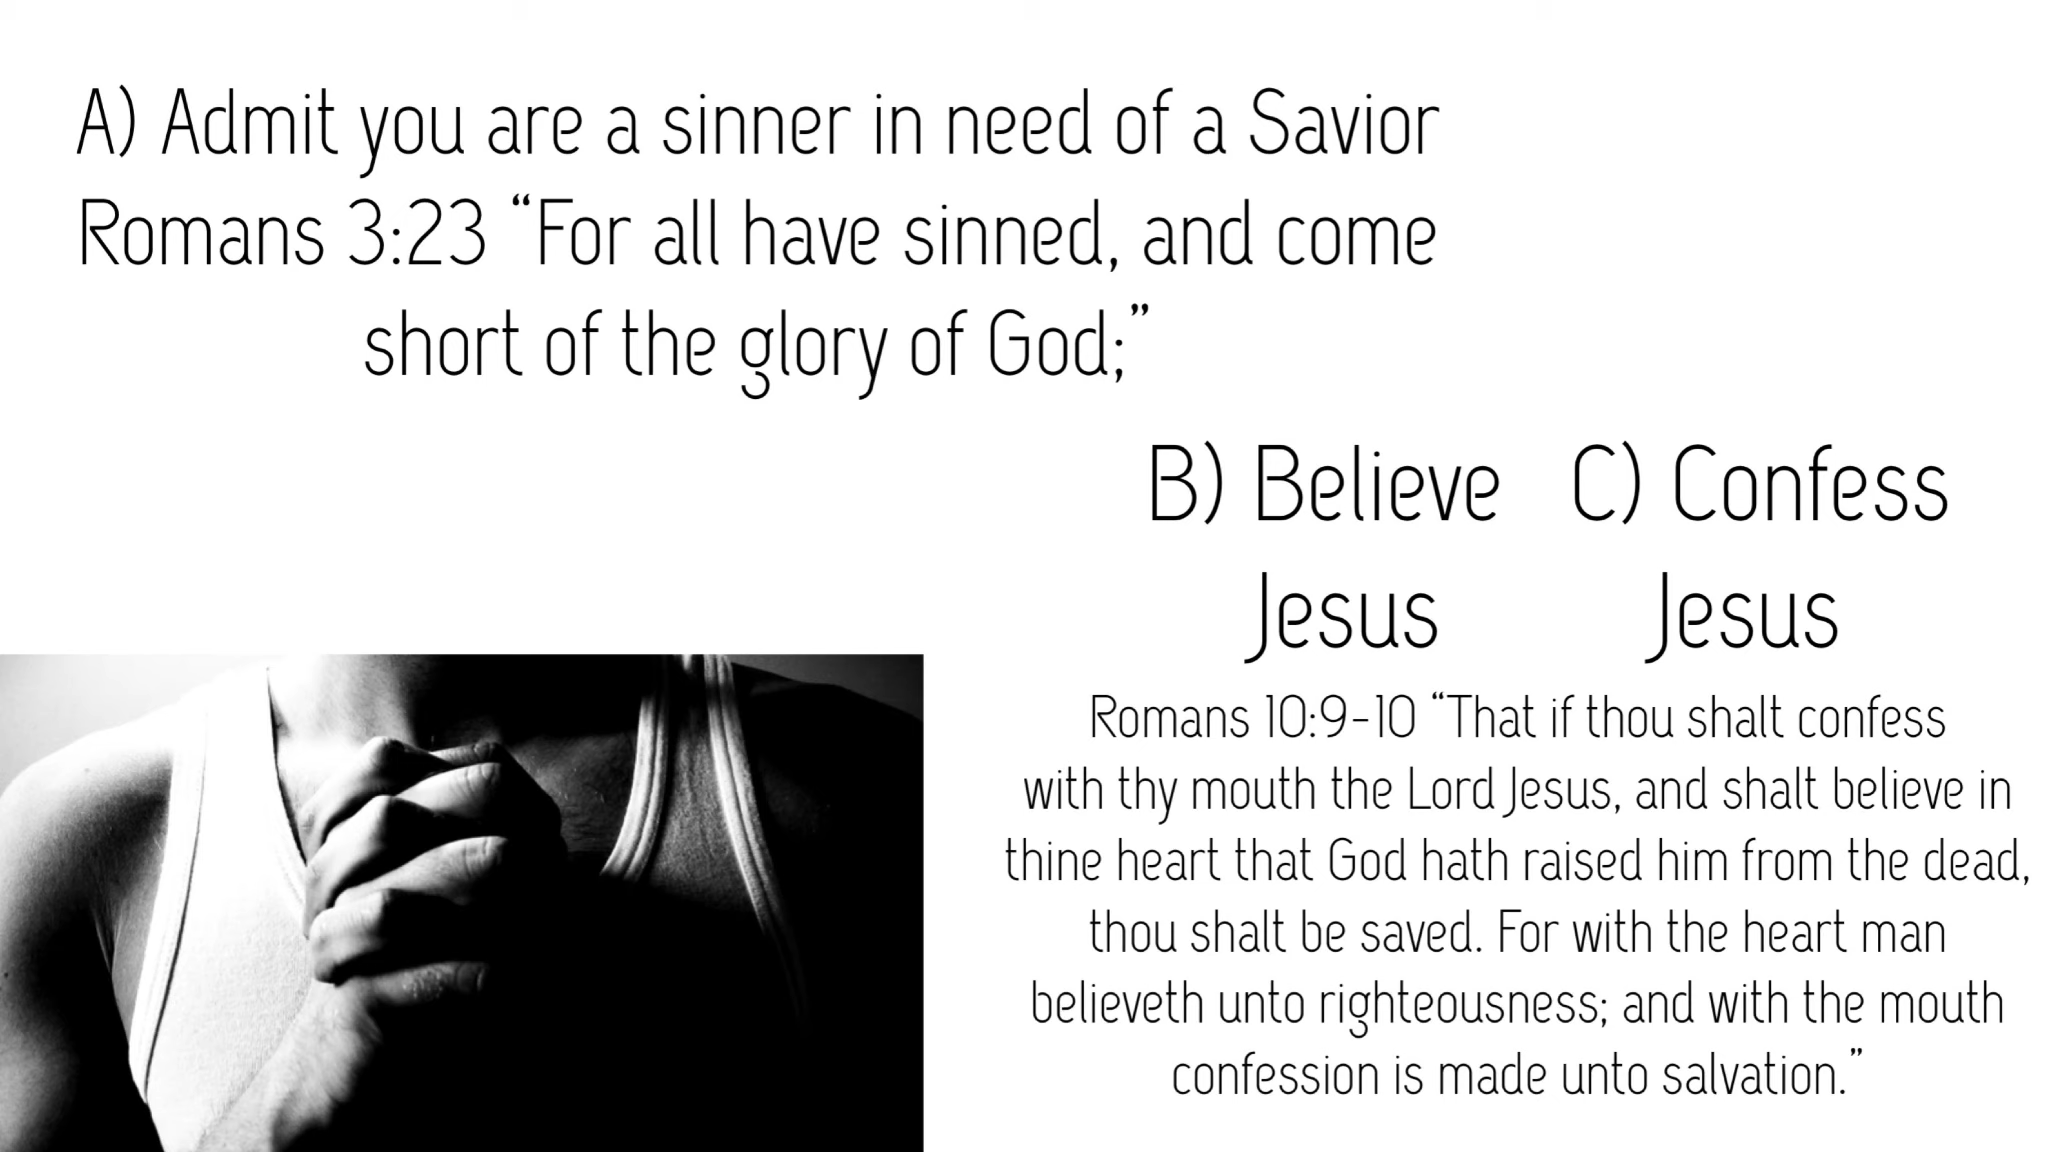 A) Admit you are a sinner in need of a Savior
Romans 3:23 “For all have sinned, and come
short of the glory of God;”
B) Believe
Jesus
C) Confess
Jesus
Romans 10:9-10 “That if thou shalt confess
with thy mouth the Lord Jesus, and shalt believe in
thine heart that God hath raised him from the dead,
thou shalt be saved. For with the heart man
believeth unto righteousness; and with the mouth
confession is made unto salvation.”